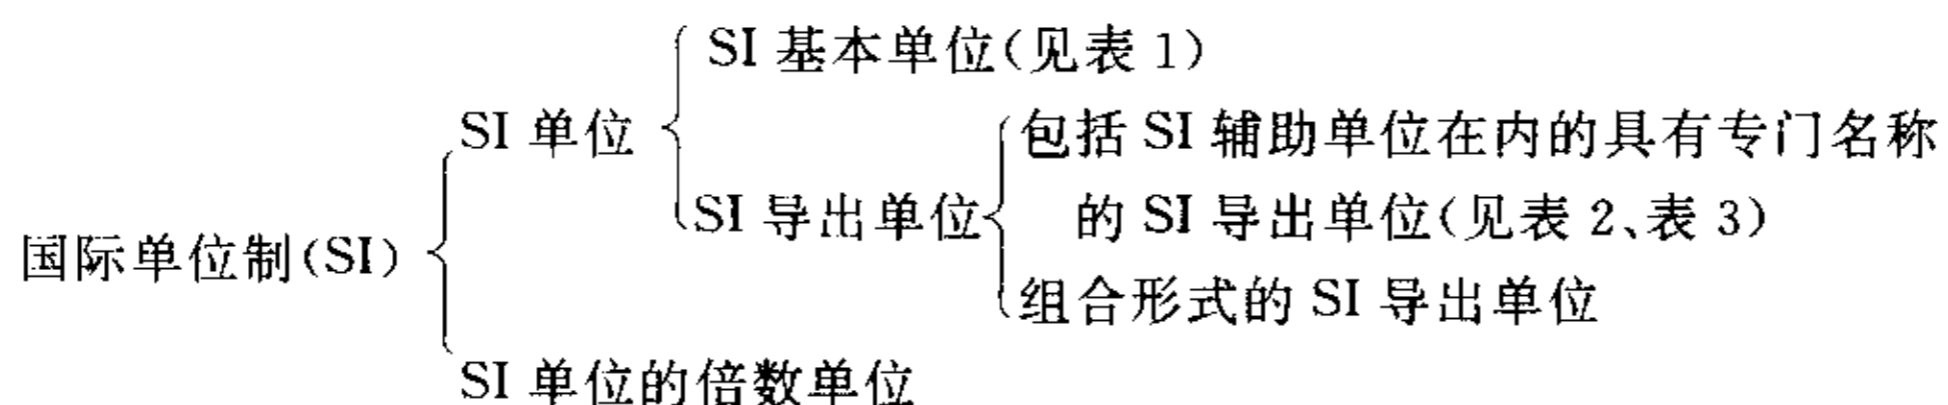 SI 基本单位(见表 1)
SI 单位
包括 SI 辅助单位在内的具有专门名称
SI 导出单位
的 SI 导出单位(见表 2、表 3)
国际单位制(SI)
组合形式的 SI 导出单位
SI 单位的倍数单位